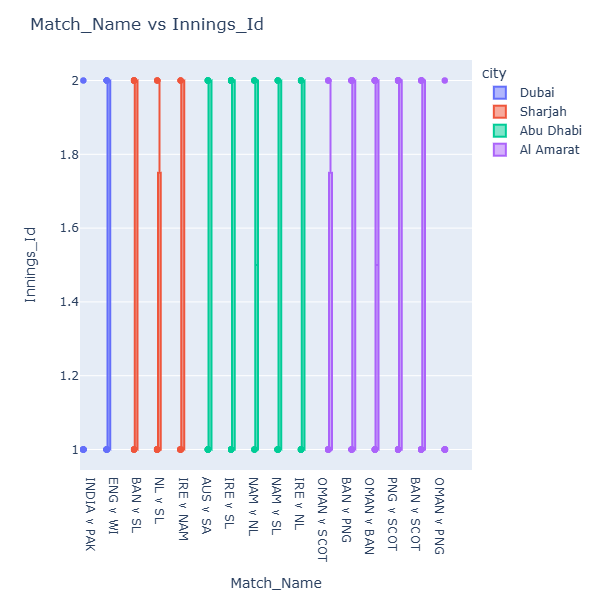 Match_Name vs Innings_Id
city
Dubai
Sharjah
Abu Dhabi
Al Amarat
2
1.8
1.6
1.4
1.2
1
Innings_Id
INDIA v PAK
ENG v WI
BAN v SL
NL v SL
IRE v NAM
AUS v SA
IRE v SL
NAM v NL
NAM v SL
IRE v NL
OMAN v SCOT
BAN v PNG
OMAN v BAN
PNG v SCOT
BAN v SCOT
OMAN v PNG
Match_Name